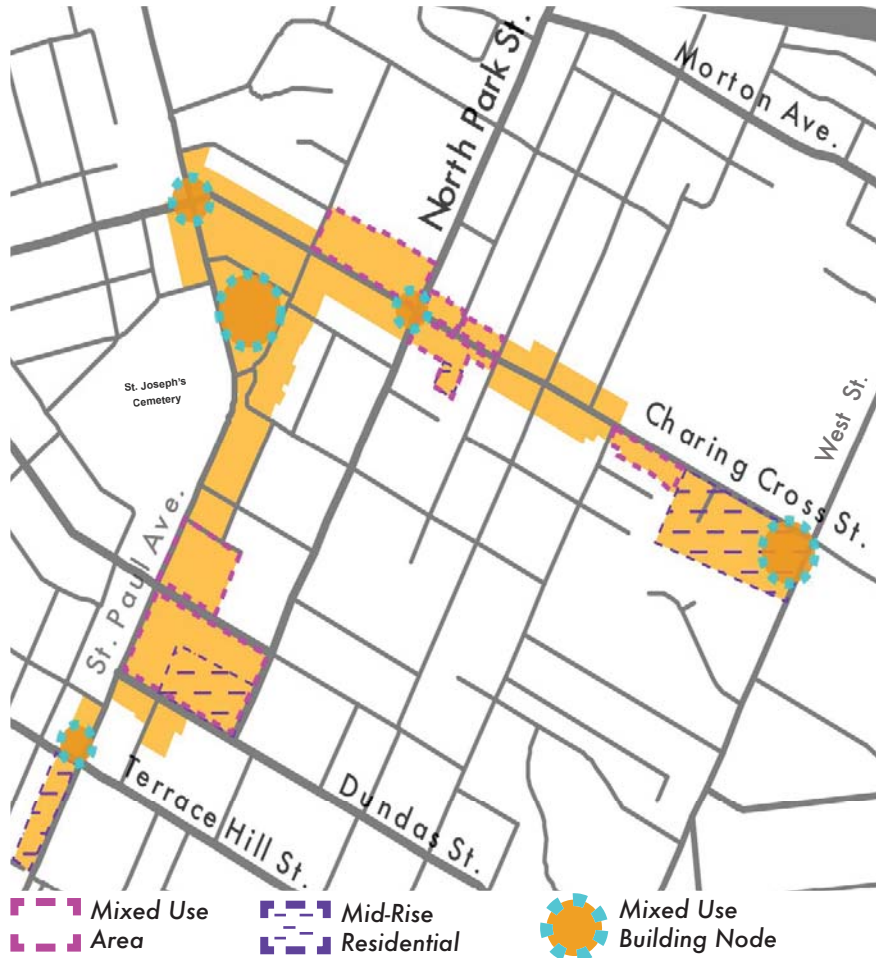 North Park St.
Morton Ave.
St. Joseph's
Cemetery
West St.
Charing Cross St.
St. Paul Ave.
Terrace Hill St.
Dundas St.
Mixed Use
Area
Mid-Rise
Residential
Mixed Use
Building Node